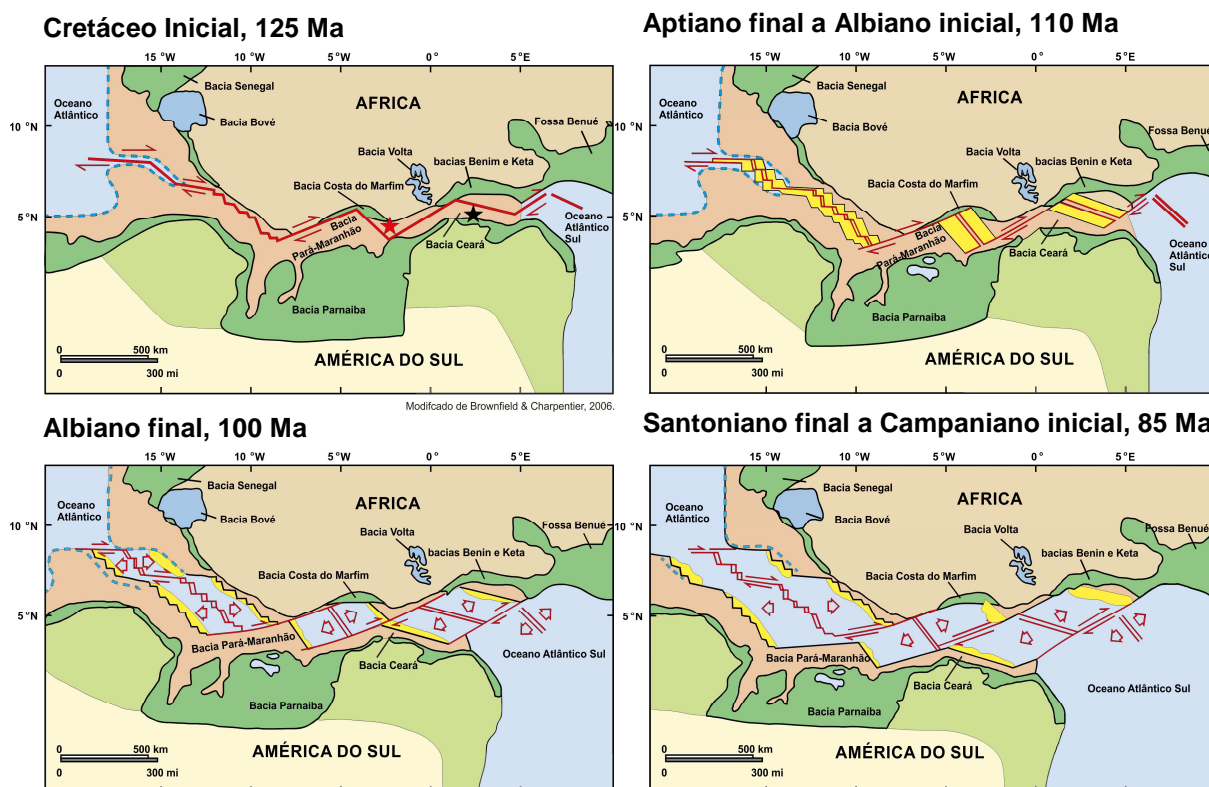 Cretáceo Inicial, 125 Ma
15 °
10 °W
5 °W
0 °
5 °E
10 °N
5 °N
Oceano
Atlântico
Bacia Senegal
AFRICA
Bacia Bové
Fossa Benué
Bacia Volta
bacias Benim e Keta
Bacia Costa do Marfim
Bacia
Pará-Maranhão
Bacia Ceará
Oceano
Atlântico
Sul
Bacia Parnaiba
0
500 km
0
300 mi
AMÉRICA DO SUL
Modifcado de Brownfield & Charpentier, 2006.
Aptiano final a Albiano inicial, 110 Ma
15 °
10 °W
5 °W
0 °
5 °E
10 °N
5 °N
Oceano
Atlântico
Bacia Senegal
AFRICA
Bacia Bové
Fossa Benué
Bacia Volta
bacias Benin e Keta
Bacia Costa do Marfim
Bacia
Pará-Maranhão
Bacia Ceará
Oceano
Atlântico
Sul
Bacia Parnaiba
0
500 km
0
300 mi
AMÉRICA DO SUL
Albiano final, 100 Ma
15 °
10 °W
5 °W
0 °
5 °E
10 °N
5 °N
Oceano
Atlântico
Bacia Senegal
AFRICA
Bacia Bové
Fossa Benué
Bacia Volta
bacias Benin e Keta
Bacia Costa do Marfim
Bacia Pará-Maranhão
Bacia Ceará
Oceano Atlântico Sul
Bacia Parnaiba
0
500 km
0
300 mi
AMÉRICA DO SUL
Santoniano final a Campaniano inicial, 85 Ma
15 °
10 °W
5 °W
0 °
5 °E
10 °N
5 °N
Oceano
Atlântico
Bacia Senegal
AFRICA
Bacia Bové
Fossa Benué
Bacia Volta
bacias Benin e Keta
Bacia Costa do Marfim
Bacia Pará-Maranhão
Bacia Ceará
Oceano Atlântico Sul
Bacia Parnaiba
0
500 km
0
300 mi
AMÉRICA DO SUL